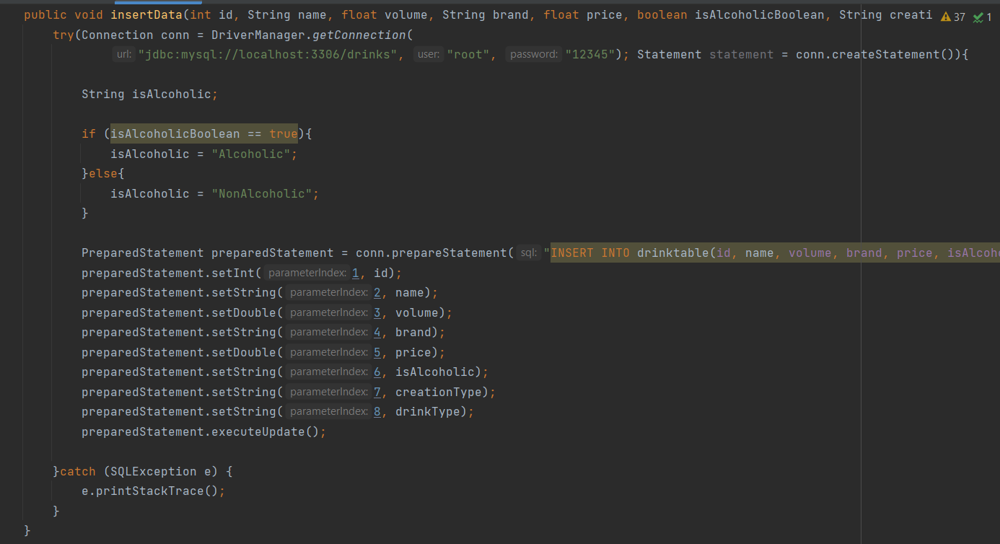 public void insertData(int id, String name, float volume, String brand, float price, boolean isAlcoholicBoolean, String creati 37 1
try(Connection conn = DriverManager.getConnection(
url: "jdbc:mysql://localhost:3306/drinks", user: "root", password: "12345"); Statement statement = conn.createStatement()){
String isAlcoholic;
if (isAlcoholicBoolean == true){
isAlcoholic = "Alcoholic";
}else{
isAlcoholic = "NonAlcoholic";
}
PreparedStatement preparedStatement = conn.prepareStatement( sql: "INSERT INTO drinktable(id, name, volume, brand, price, isAlcoh
preparedStatement.setInt( parameterIndex: 1, id);
preparedStatement.setString( parameterIndex: 2, name);
preparedStatement.setDouble( parameterIndex: 3, volume);
preparedStatement.setString( parameterIndex: 4, brand);
preparedStatement.setDouble( parameterIndex: 5, price);
preparedStatement.setString( parameterIndex: 6, isAlcoholic);
preparedStatement.setString( parameterIndex: 7, creationType);
preparedStatement.setString( parameterIndex: 8, drinkType);
preparedStatement.executeUpdate();
}catch (SQLException e) {
e.printStackTrace();
}
}